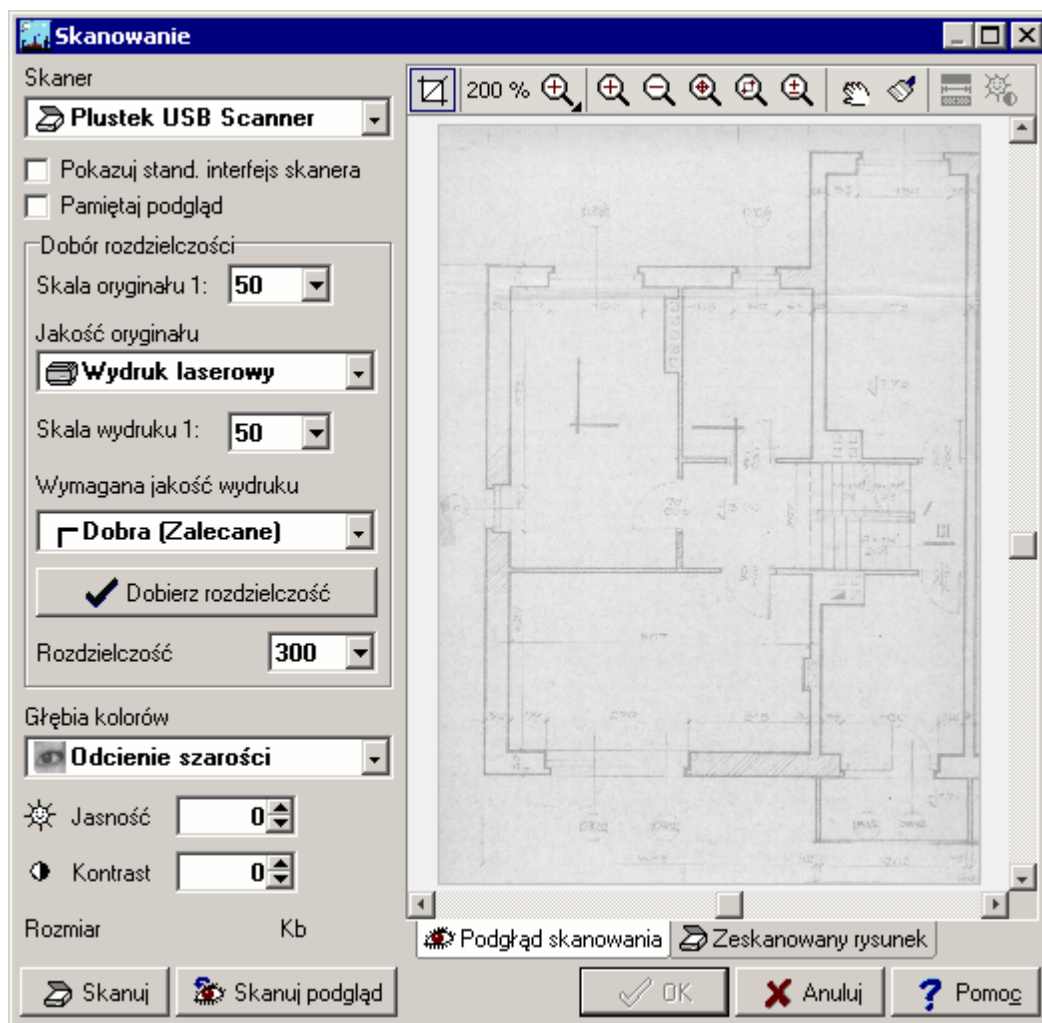 Skanowanie
Skaner
Plustek USB Scanner
Pokazuj stand. interfejs skanera
Pamiętaj podgląd
Dobór rozdzielczości
Skala oryginału 1: 50
Jakość oryginału
Wydruk laserowy
Skala wydruku 1: 50
Wymagana jakość wydruku
Dobra (Zalecane)
Dobierz rozdzielczość
Rozdzielczość 300
Głębia kolorów
Odcienie szarości
Jasność 0
Kontrast 0
Rozmiar Kb
Skanuj Skanuj podgląd
200 %
Podgłąd skanowania Zeskanowany rysunek
OK Anuluj Pomoc